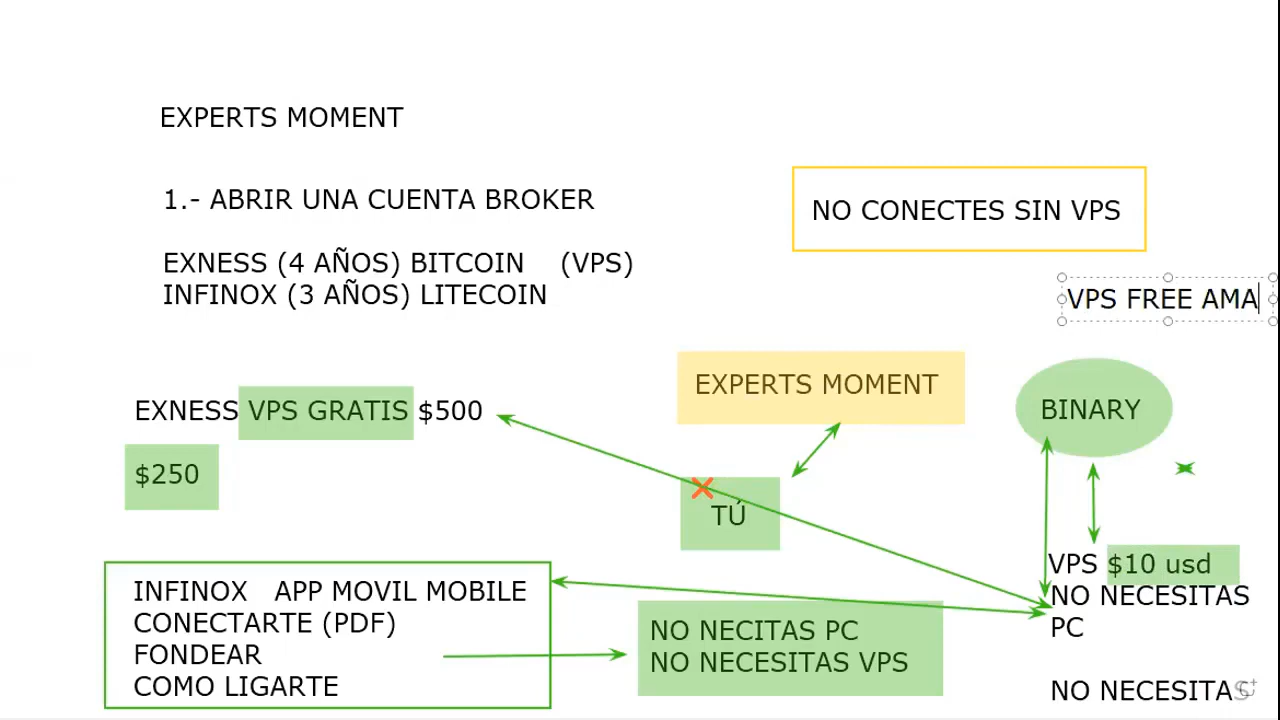 EXPERTS MOMENT
1.- ABRIR UNA CUENTA BROKER
NO CONECTES SIN VPS
EXNESS (4 AÑOS) BITCOIN (VPS)
INFINOX (3 AÑOS) LITECOIN
VPS FREE AMA
EXPERTS MOMENT
EXNESS VPS GRATIS $500
BINARY
$250
TÚ
VPS $10 usd
NO NECESITAS
PC
NO NECESITAS
INFINOX APP MOVIL MOBILE
CONECTARTE (PDF)
FONDEAR
COMO LIGARTE
NO NECITAS PC
NO NECESITAS VPS